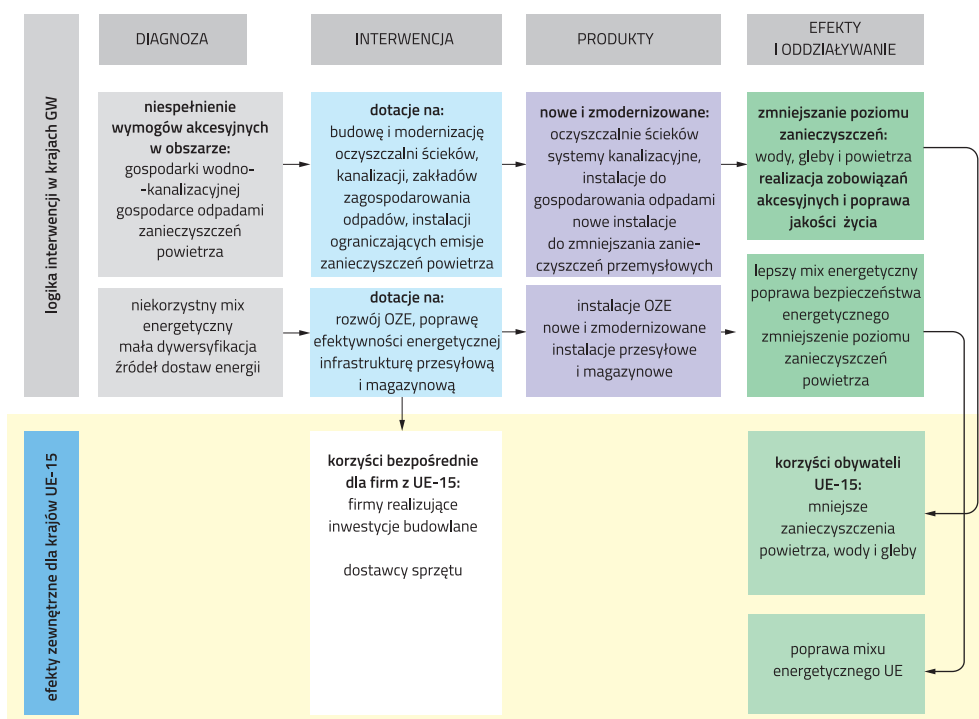 DIAGNOZA
INTERWENCJA
PRODUKTY
EFEKTY
I ODDZIAŁYWANIE
logika interwencji w krajach GW
niespełnienie
wymogów akcesyjnych
w obszarze:
gospodarki wodno-
-kanalizacyjnej
gospodarce odpadami
zanieczyszczeń
powietrza
dotacje na:
budowę i modernizację
oczyszczalni ścieków,
kanalizacji, zakładów
zagospodarowania
odpadów, instalacji
ograniczających emisje
zanieczyszczeń powietrza
nowe i zmodernizowane:
oczyszczalnie ścieków
systemy kanalizacyjne,
instalacje do
gospodarowania odpadami
nowe instalacje
do zmniejszania zanie-
czyszczeń przemysłowych
zmniejszanie poziomu
zanieczyszczeń:
wody, gleby i powietrza
realizacja zobowiązań
akcesyjnych i poprawa
jakości życia
niekorzystny mix
energetyczny
mała dywersyfikacja
źródeł dostaw energii
dotacje na:
rozwój OZE, poprawę
efektywności energetycznej
infrastrukturę przesyłową
i magazynową
instalacje OZE
nowe i zmodernizowane
instalacje przesyłowe
i magazynowe
lepszy mix energetyczny
poprawa bezpieczeństwa
energetycznego
zmniejszenie poziomu
zanieczyszczeń
powietrza
efekty zewnętrzne dla krajów UE-15
korzyści bezpośrednie
dla firm z UE-15:
firmy realizujące
inwestycje budowlane
dostawcy sprzętu
korzyści obywateli
UE-15:
mniejsze
zanieczyszczenia
powietrza, wody i gleby
poprawa mixu
energetycznego UE